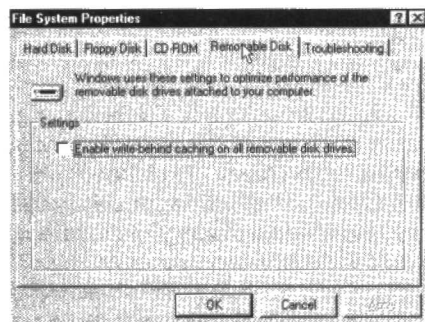 File System Properties
Hard Disk Floppy Disk CD-ROM Removable Disk Troubleshooting
Windows uses these settings to optimize performance of the
removable disk drives attached to your computer.
Settings
Enable write-behind caching on all removable disk drives.
OK Cancel Apply